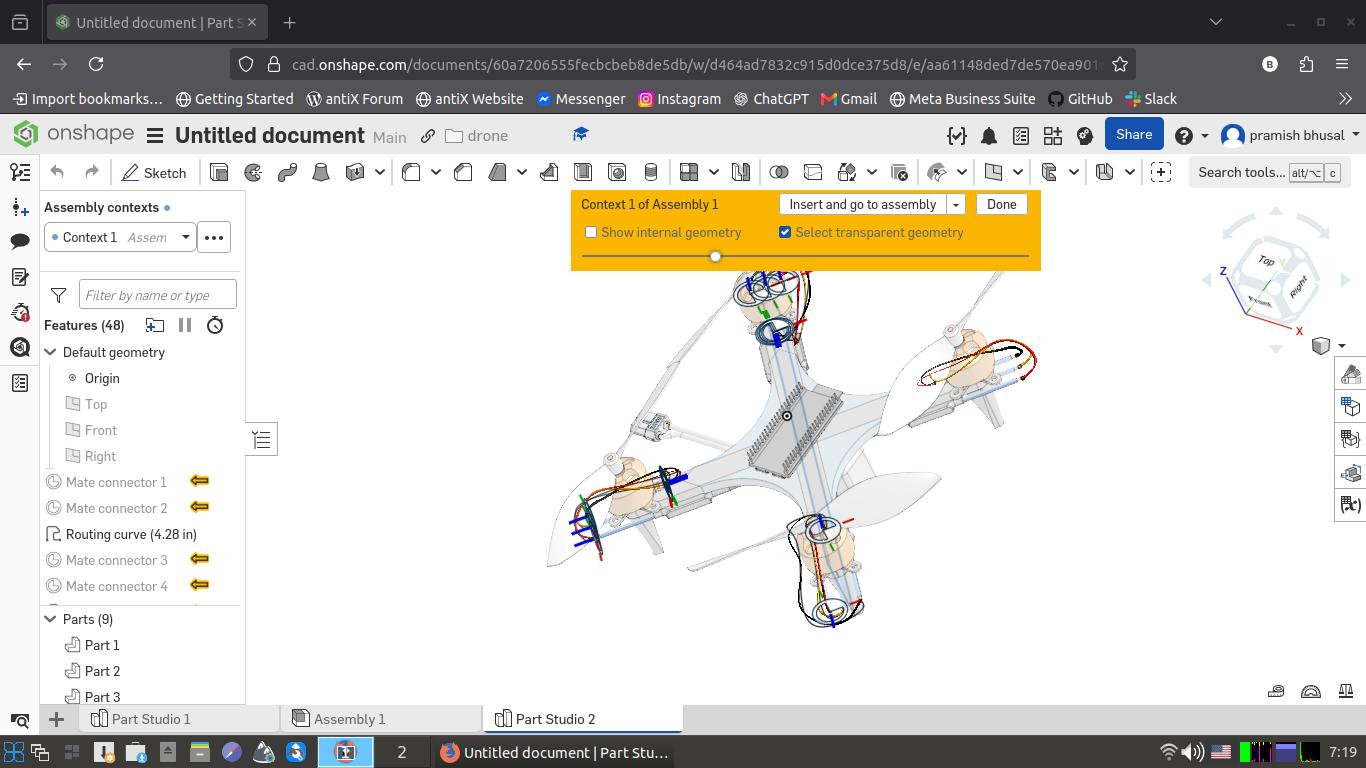 Untitled document | Part S
cad.onshape.com/documents/60a7206555fecbcbeb8de5db/w/d464ad7832c915d0dce375d8/e/aa61148ded7de570ea901
B
Import bookmarks…
Getting Started
antiX Forum
antiX Website
Messenger
Instagram
ChatGPT
Gmail
Meta Business Suite
GitHub
Slack
onshape
Untitled document
Main
drone
Share
pramish bhusal
Sketch
Search tools... alt/⌥ c
Assembly contexts
Context 1 Assem
Context 1 of Assembly 1
Insert and go to assembly
Done
Show internal geometry
Select transparent geometry
Top
Front
Right
Z
X
Y
Filter by name or type
Features (48)
Default geometry
Origin
Top
Front
Right
Mate connector 1
Mate connector 2
Routing curve (4.28 in)
Mate connector 3
Mate connector 4
Parts (9)
Part 1
Part 2
Part 3
Part Studio 1
Assembly 1
Part Studio 2
2
Untitled document | Part Stu…
7:19